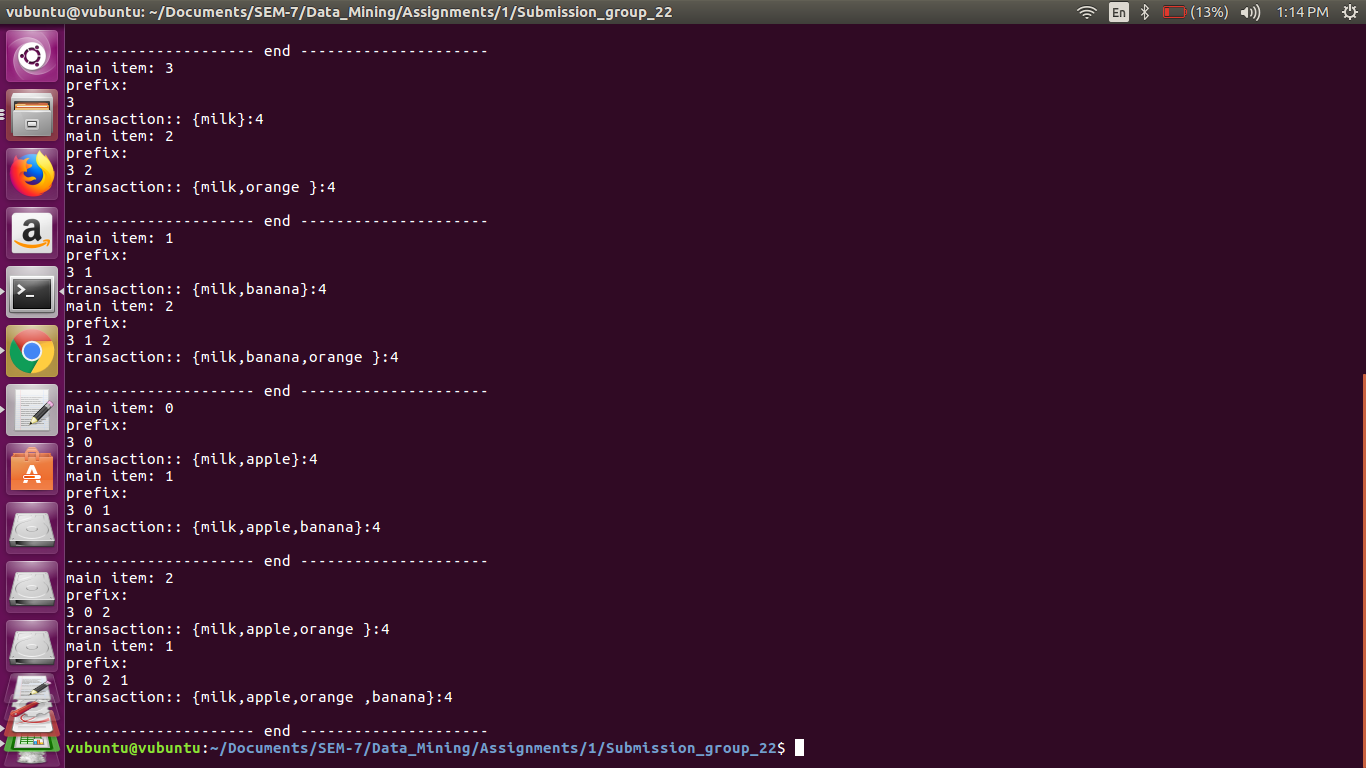 vubuntu@vubuntu: ~/Documents/SEM-7/Data_Mining/Assignments/1/Submission_group_22 En (13%) 1:14 PM
--------------------- end ---------------------
main item: 3
prefix:
3
transaction:: {milk}:4
main item: 2
prefix:
3 2
transaction:: {milk,orange }:4
--------------------- end ---------------------
main item: 1
prefix:
3 1
transaction:: {milk,banana}:4
main item: 2
prefix:
3 1 2
transaction:: {milk,banana,orange }:4
--------------------- end ---------------------
main item: 0
prefix:
3 0
transaction:: {milk,apple}:4
main item: 1
prefix:
3 0 1
transaction:: {milk,apple,banana}:4
--------------------- end ---------------------
main item: 2
prefix:
3 0 2
transaction:: {milk,apple,orange }:4
main item: 1
prefix:
3 0 2 1
transaction:: {milk,apple,orange ,banana}:4
--------------------- end ---------------------
vubuntu@vubuntu:~/Documents/SEM-7/Data_Mining/Assignments/1/Submission_group_22$